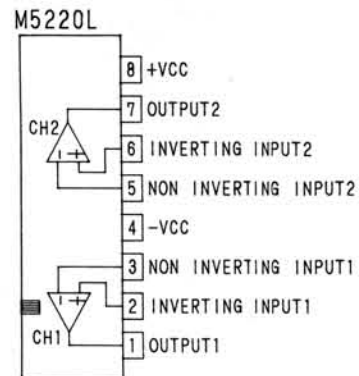 M5220L
8 +VCC
7 OUTPUT2
CH2
6 INVERTING INPUT2
5 NON INVERTING INPUT2
4 -VCC
3 NON INVERTING INPUT1
2 INVERTING INPUT1
CH1
1 OUTPUT1